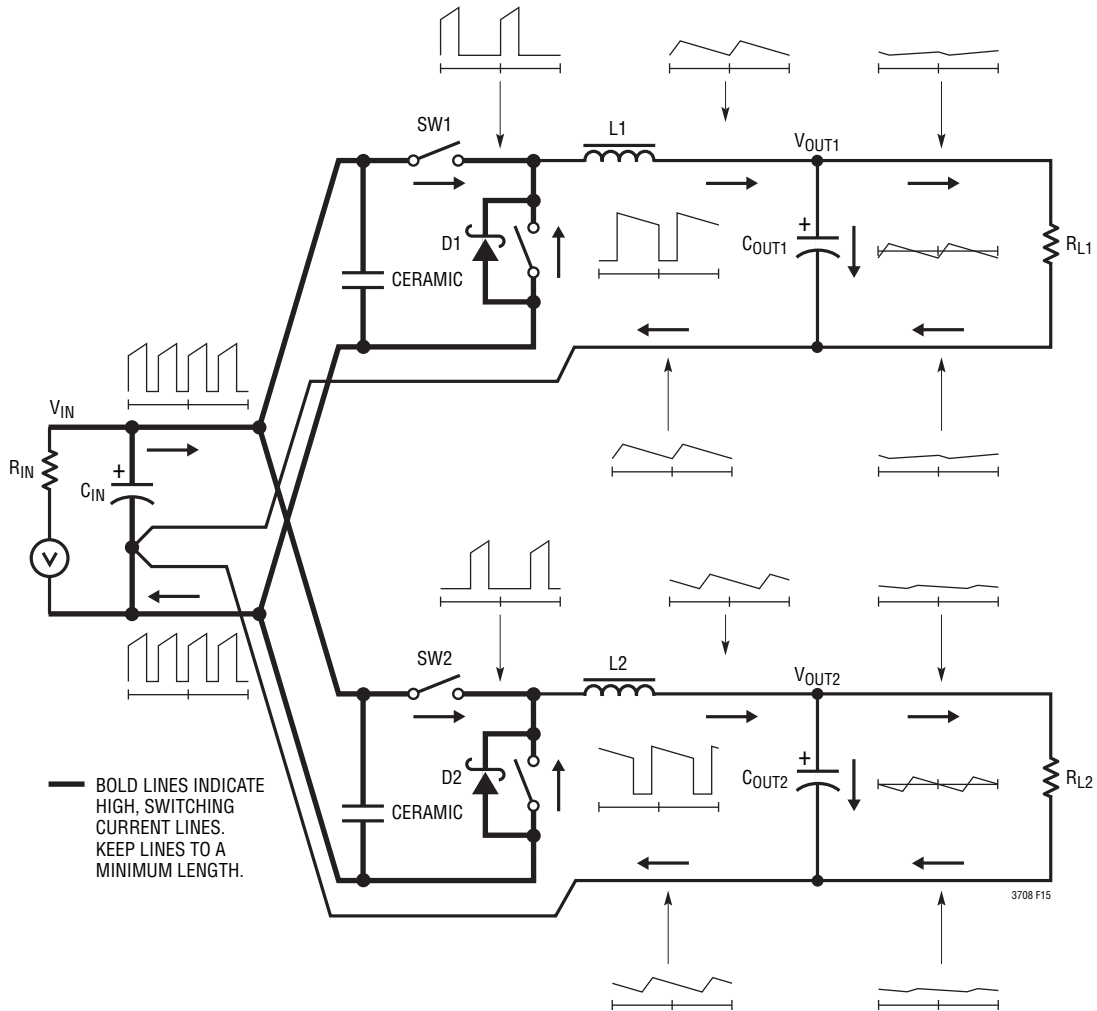 SW1
L1
VOUT1
D1
CERAMIC
+
COUT1
RL1
VIN
RIN
+
CIN
V
SW2
L2
VOUT2
D2
CERAMIC
+
COUT2
RL2
BOLD LINES INDICATE
HIGH, SWITCHING
CURRENT LINES.
KEEP LINES TO A
MINIMUM LENGTH.
3708 F15